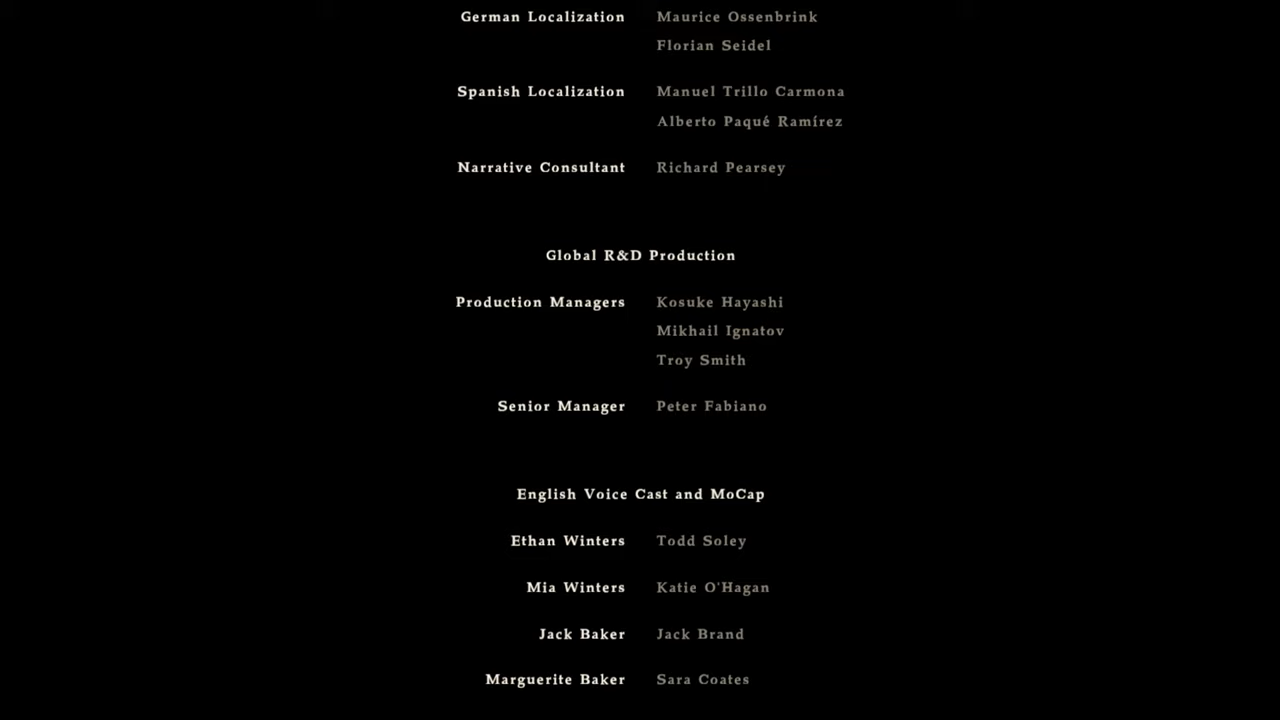 German Localization Maurice Ossenbrink
Florian Seidel
Spanish Localization Manuel Trillo Carmona
Alberto Paqué Ramírez
Narrative Consultant Richard Pearsey
Global R&D Production
Production Managers Kosuke Hayashi
Mikhail Ignatov
Troy Smith
Senior Manager Peter Fabiano
English Voice Cast and MoCap
Ethan Winters Todd Soley
Mia Winters Katie O'Hagan
Jack Baker Jack Brand
Marguerite Baker Sara Coates